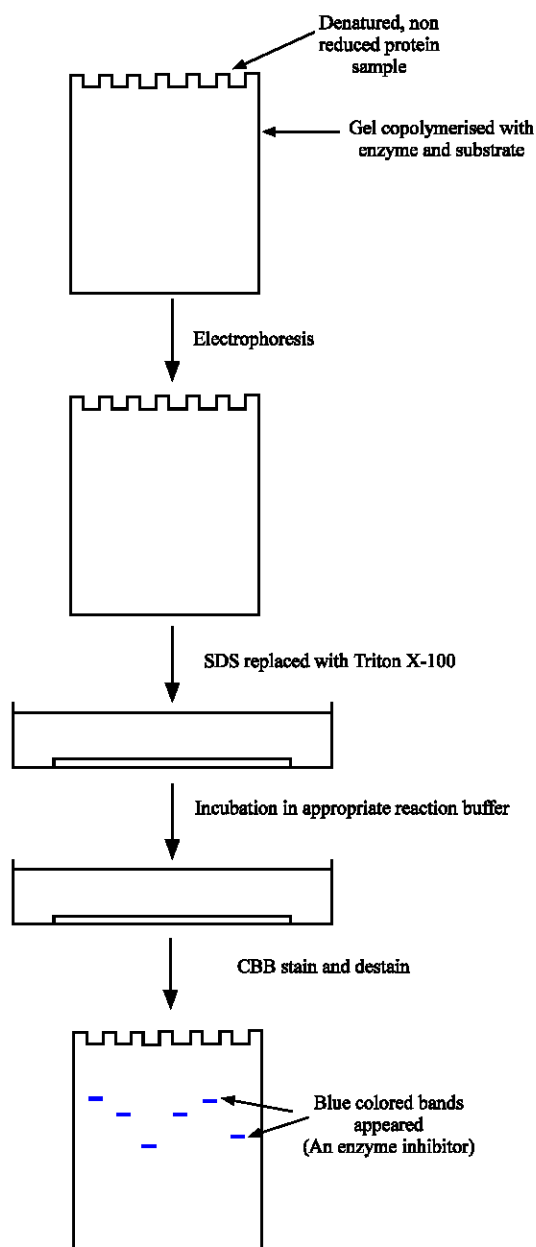 Denatured, non
reduced protein
sample
Gel copolymerised with
enzyme and substrate
Electrophoresis
SDS replaced with Triton X-100
Incubation in appropriate reaction buffer
CBB stain and destain
Blue colored bands
appeared
(An enzyme inhibitor)